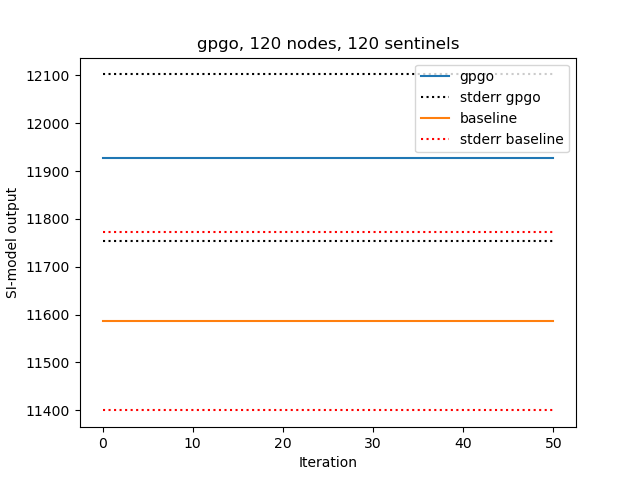 gpgo, 120 nodes, 120 sentinels
12100
12000
11900
11800
11700
11600
11500
11400
SI-model output
gpgo
stderr gpgo
baseline
stderr baseline
0 10 20 30 40 50
Iteration